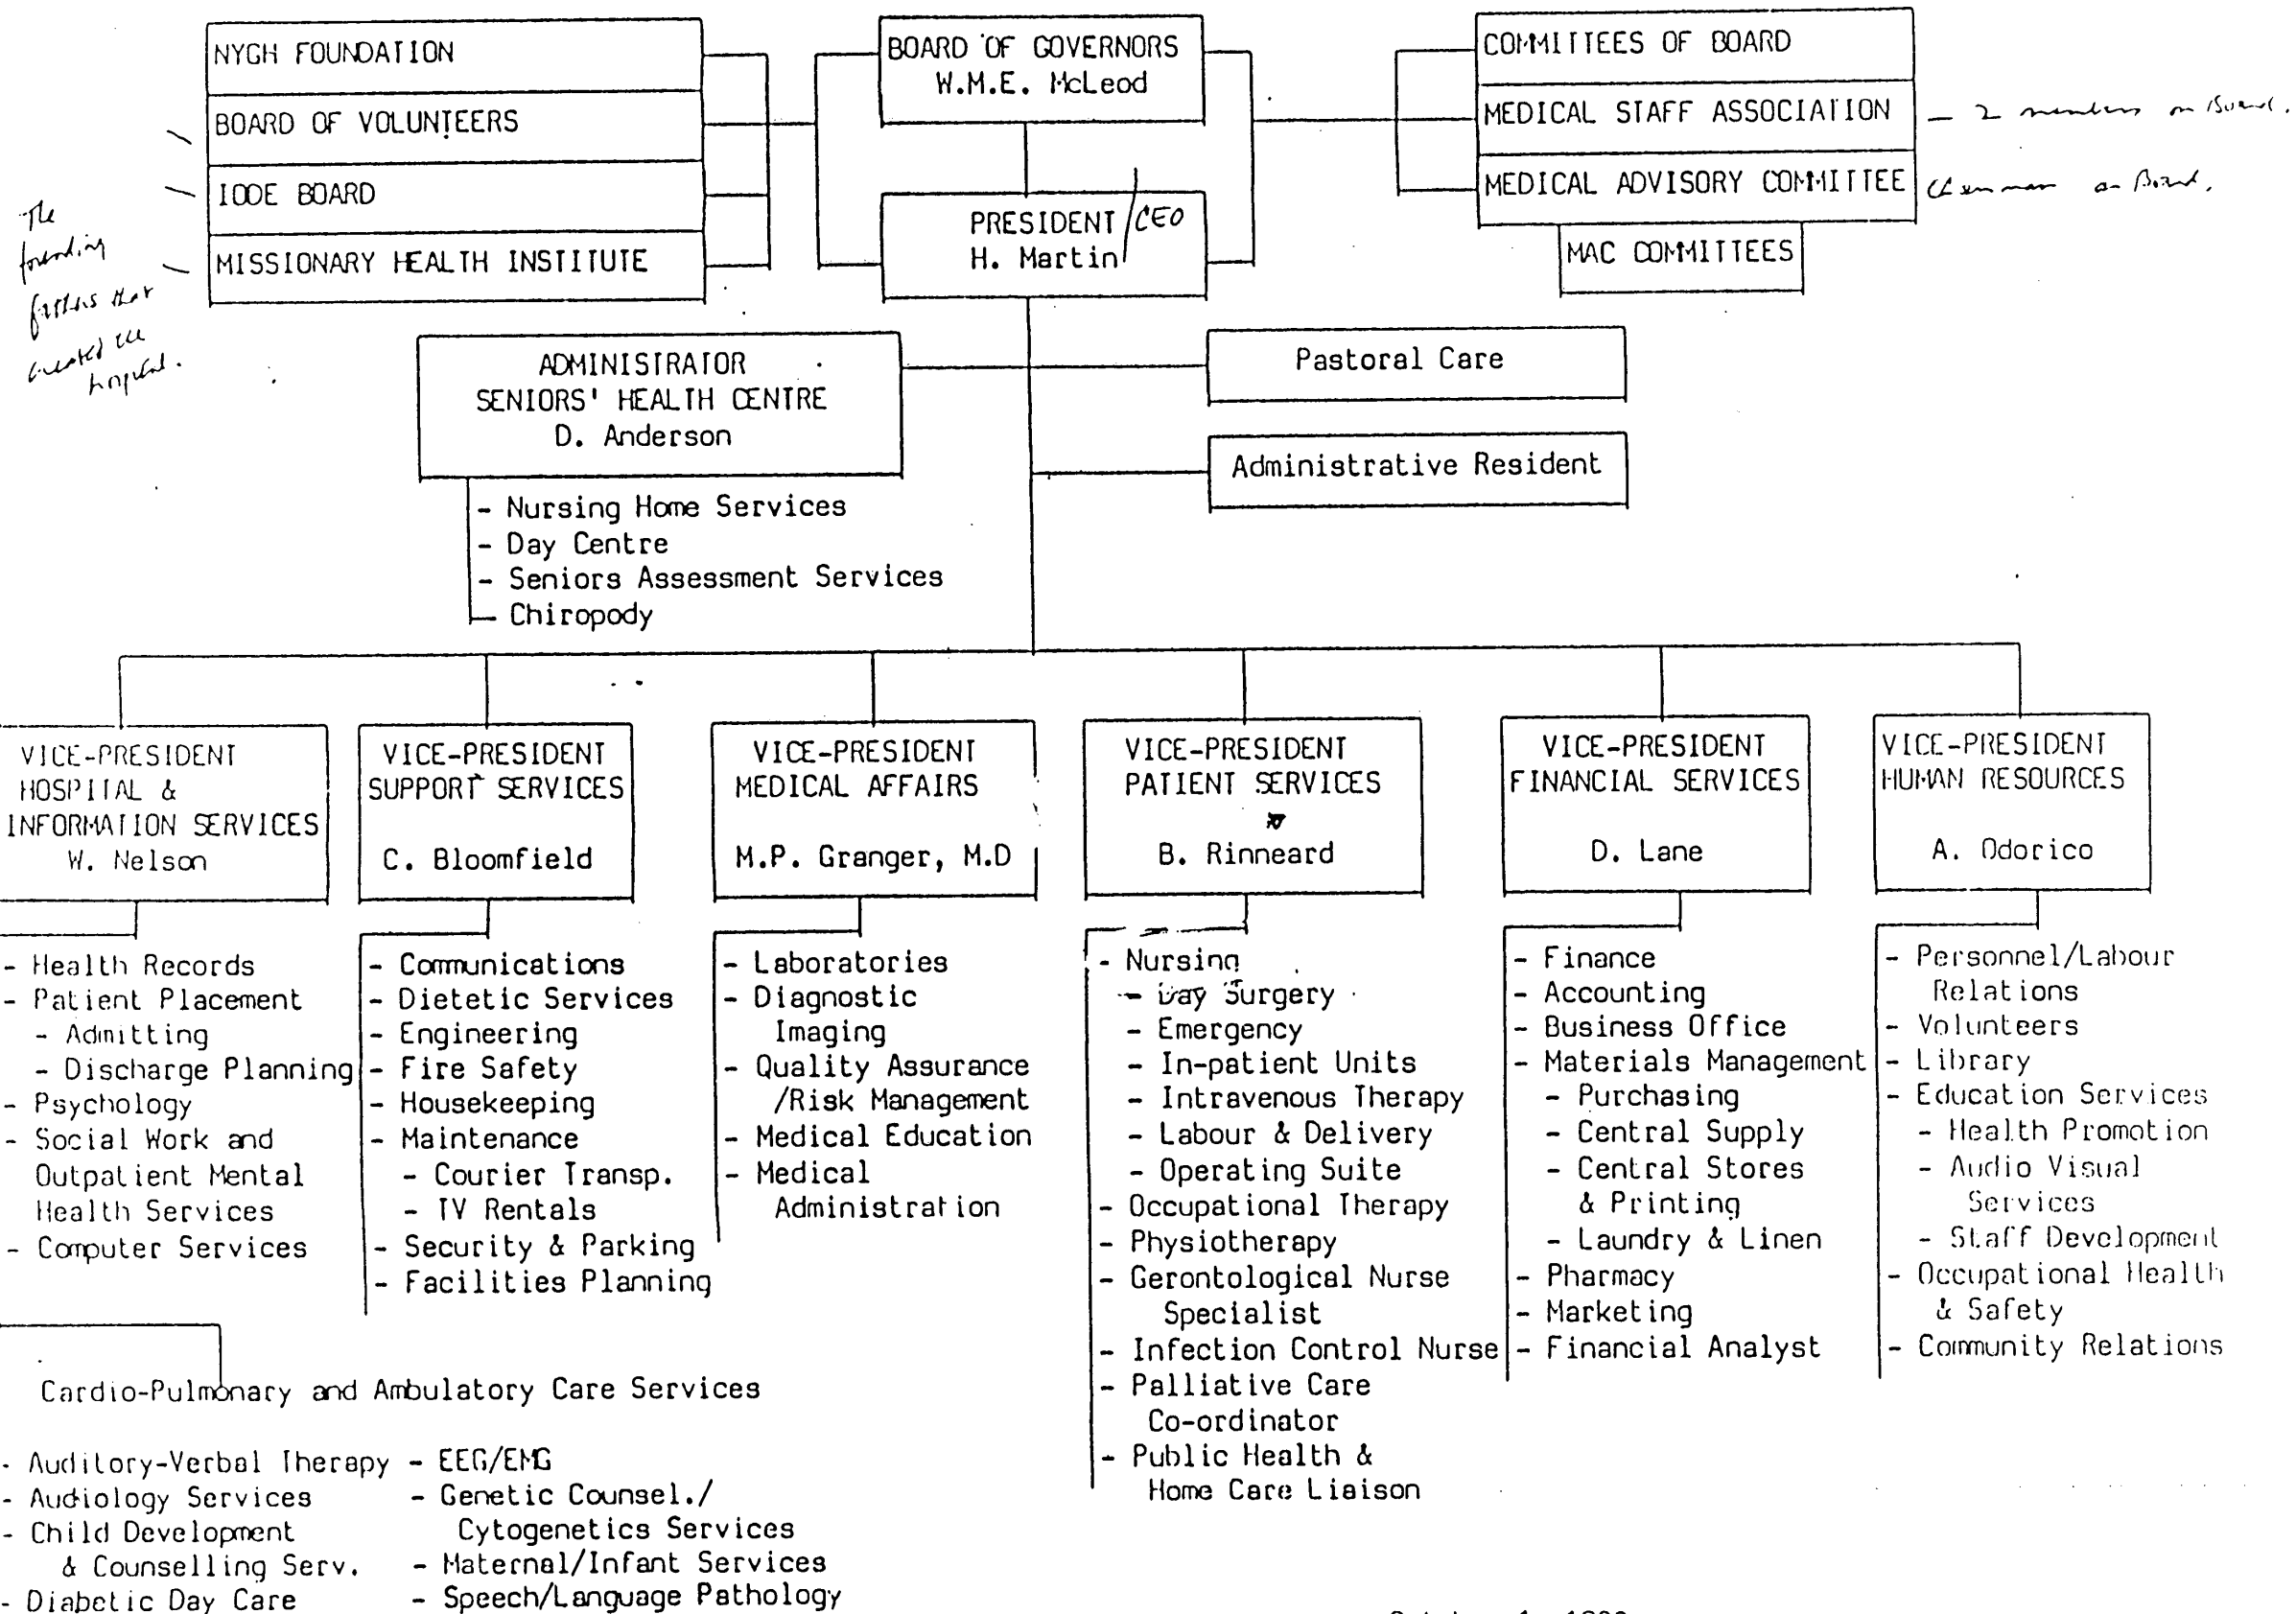 NYGH FOUNDATION
BOARD OF VOLUNTEERS
IODE BOARD
MISSIONARY HEALTH INSTITUTE
The
founding
fathers that
created the
hospital.
BOARD OF GOVERNORS
W.M.E. McLeod
PRESIDENT /CEO
H. Martin
COMMITTEES OF BOARD
MEDICAL STAFF ASSOCIATION - 2 members on Board.
MEDICAL ADVISORY COMMITTEE Chairman on Board.
MAC COMMITTEES
ADMINISTRATOR
SENIORS' HEALTH CENTRE
D. Anderson
- Nursing Home Services
- Day Centre
- Seniors Assessment Services
- Chiropody
Pastoral Care
Administrative Resident
VICE-PRESIDENT
HOSPITAL &
INFORMATION SERVICES
W. Nelson
- Health Records
- Patient Placement
- Admitting
- Discharge Planning
- Psychology
- Social Work and
Outpatient Mental
Health Services
- Computer Services
VICE-PRESIDENT
SUPPORT SERVICES
C. Bloomfield
- Communications
- Dietetic Services
- Engineering
- Fire Safety
- Housekeeping
- Maintenance
- Courier Transp.
- TV Rentals
- Security & Parking
- Facilities Planning
VICE-PRESIDENT
MEDICAL AFFAIRS
M.P. Granger, M.D
- Laboratories
- Diagnostic
Imaging
- Quality Assurance
/Risk Management
- Medical Education
- Medical
Administration
VICE-PRESIDENT
PATIENT SERVICES
B. Rinneard
- Nursing
- Day Surgery
- Emergency
- In-patient Units
- Intravenous Therapy
- Labour & Delivery
- Operating Suite
- Occupational Therapy
- Physiotherapy
- Gerontological Nurse
Specialist
- Infection Control Nurse
- Palliative Care
Co-ordinator
- Public Health &
Home Care Liaison
VICE-PRESIDENT
FINANCIAL SERVICES
D. Lane
- Finance
- Accounting
- Business Office
- Materials Management
- Purchasing
- Central Supply
- Central Stores
& Printing
- Laundry & Linen
- Pharmacy
- Marketing
- Financial Analyst
VICE-PRESIDENT
HUMAN RESOURCES
A. Odorico
- Personnel/Labour
Relations
- Volunteers
- Library
- Education Services
- Health Promotion
- Audio Visual
Services
- Staff Development
- Occupational Health
& Safety
- Community Relations
Cardio-Pulmonary and Ambulatory Care Services
- Auditory-Verbal Therapy
- Audiology Services
- Child Development
& Counselling Serv.
- Diabetic Day Care
- EEG/EMG
- Genetic Counsel./
Cytogenetics Services
- Maternal/Infant Services
- Speech/Language Pathology